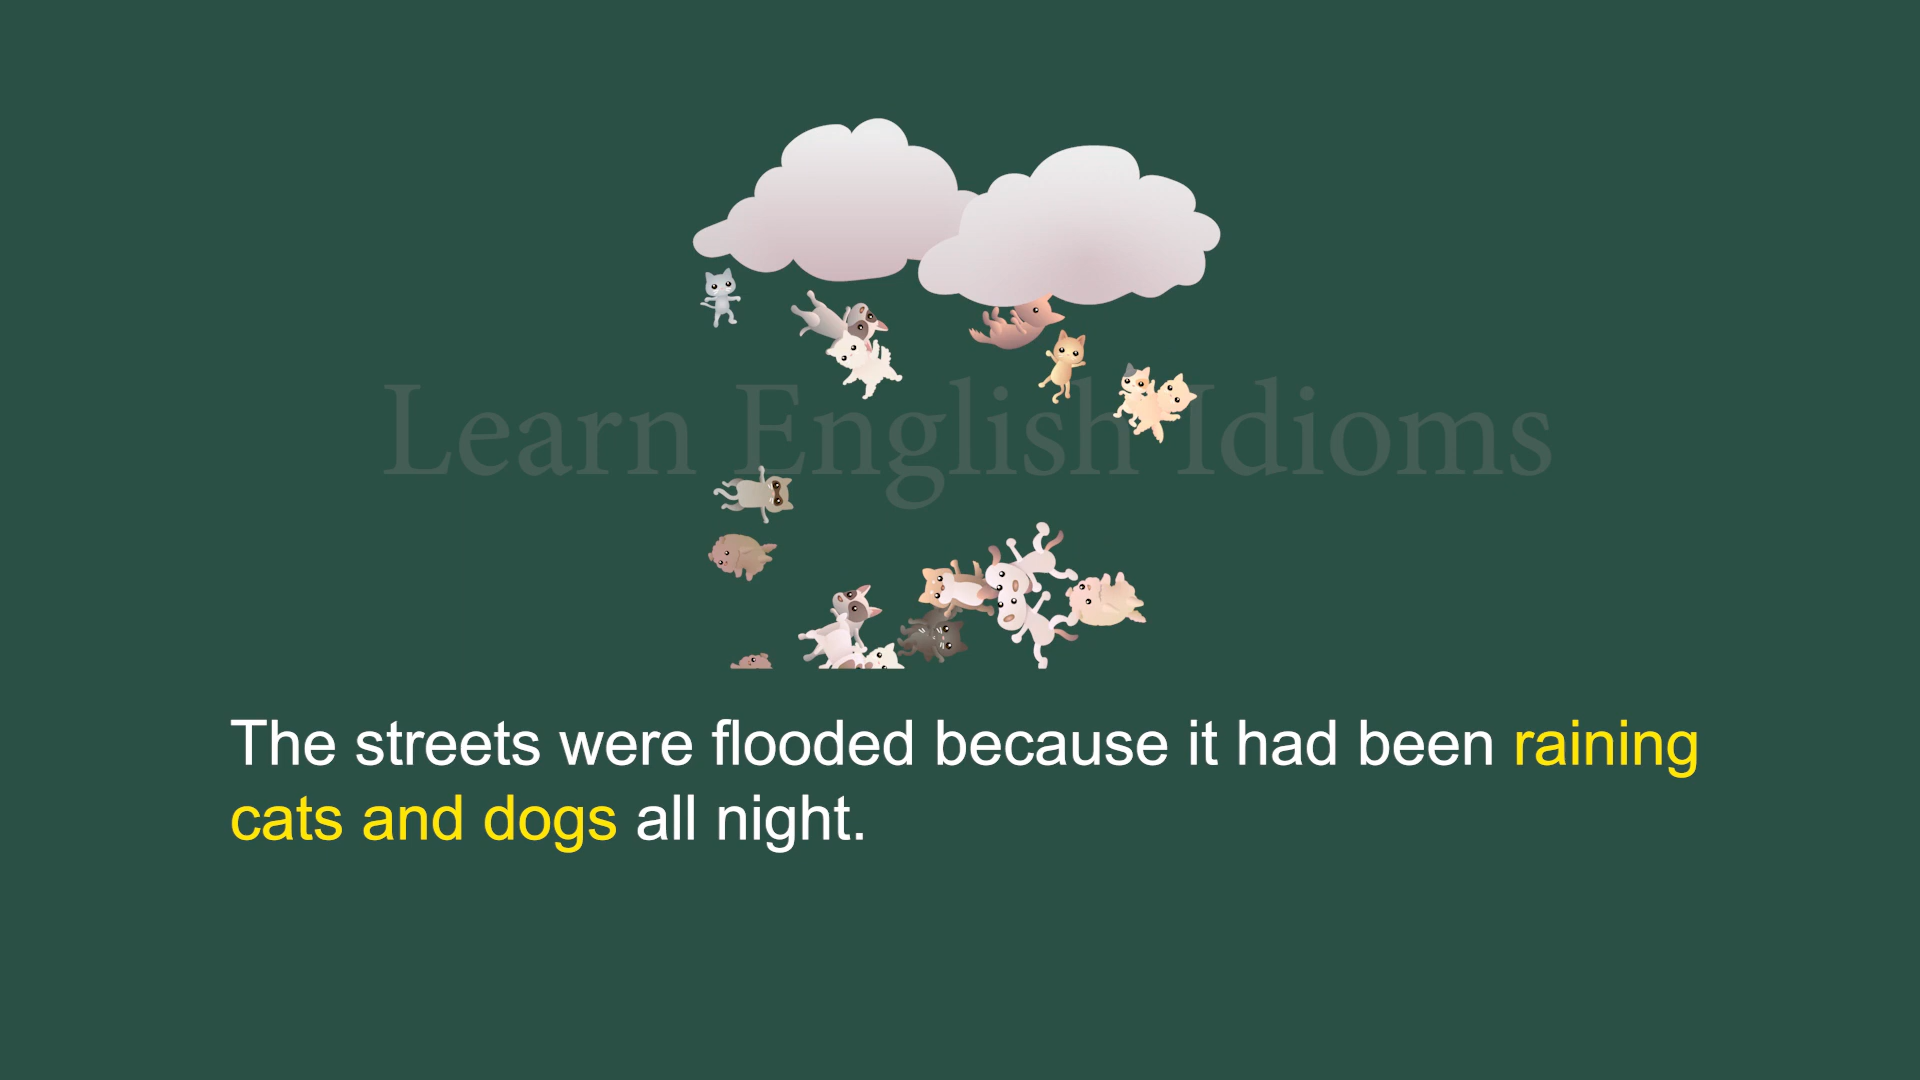 Learn English Idioms
The streets were flooded because it had been raining
cats and dogs all night.